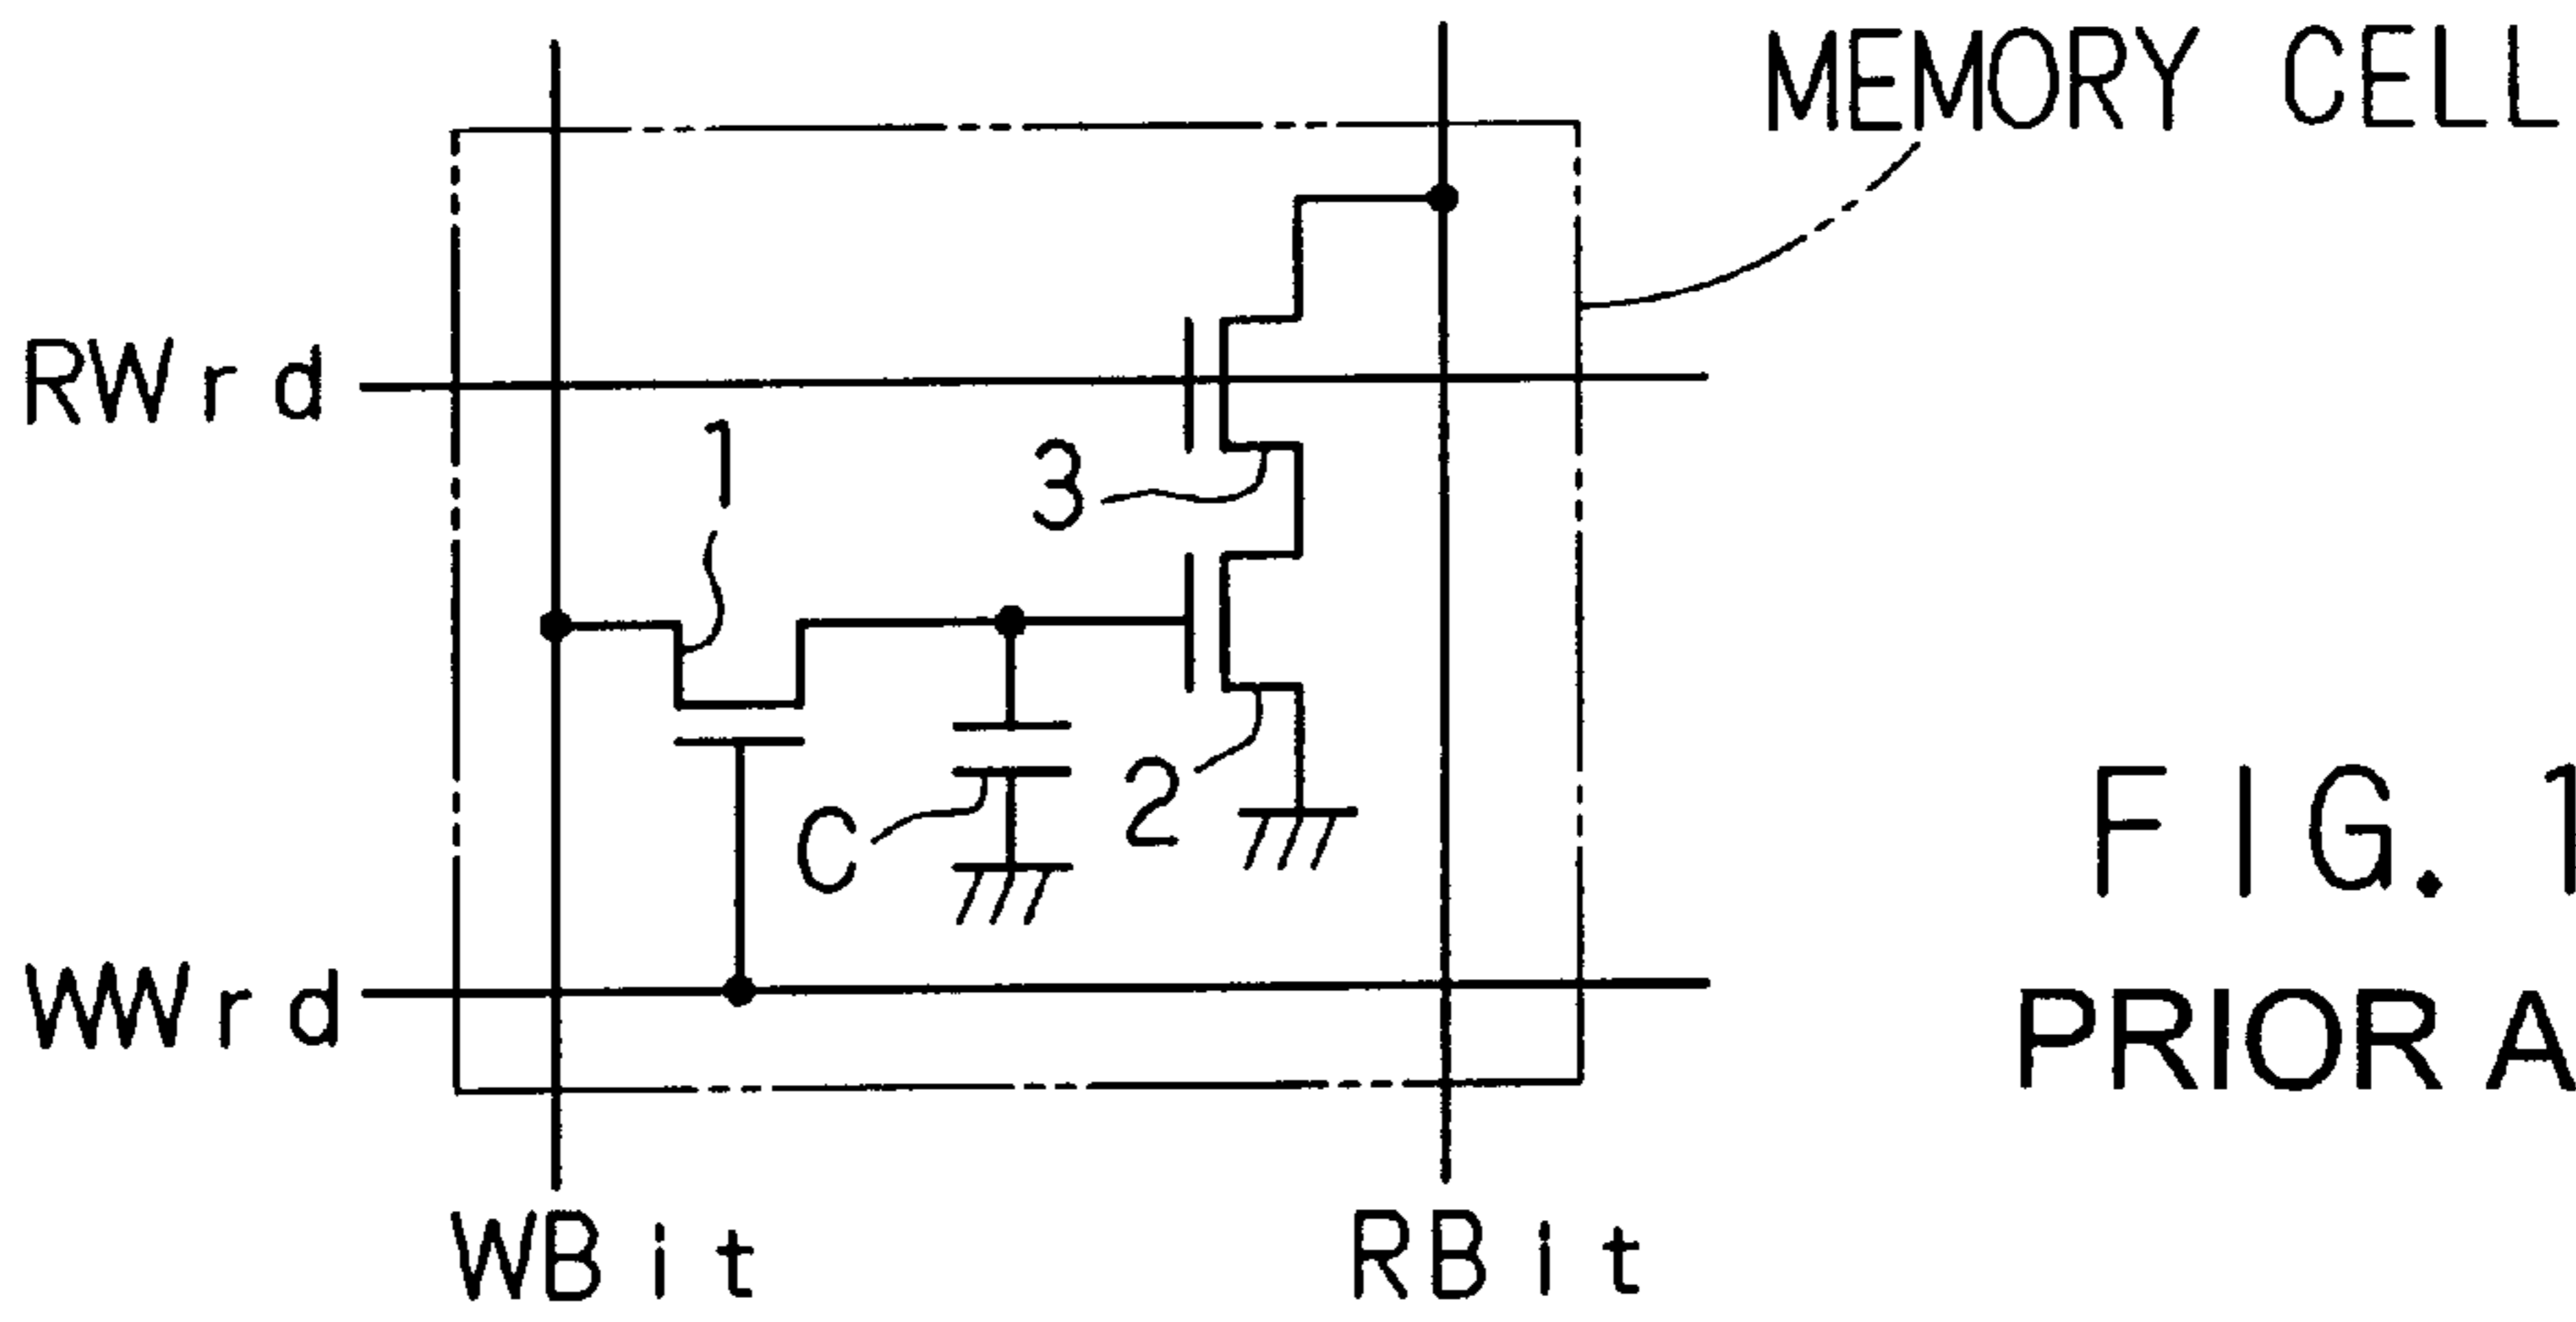 MEMORY CELL
RWrd
1
3
C
2
FIG. 1
WWrd
PRIOR A
WBit
RBit